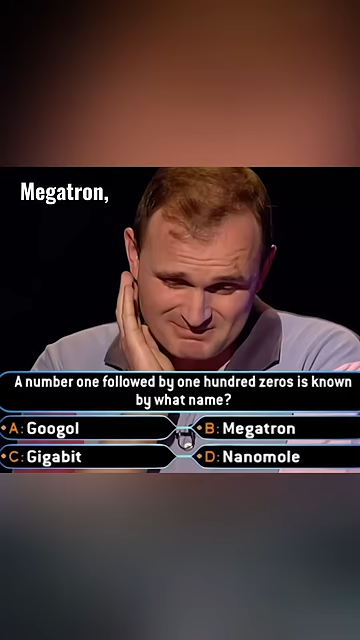 Megatron,
A number one followed by one hundred zeros is known
by what name?
A: Googol
B: Megatron
C: Gigabit
D: Nanomole